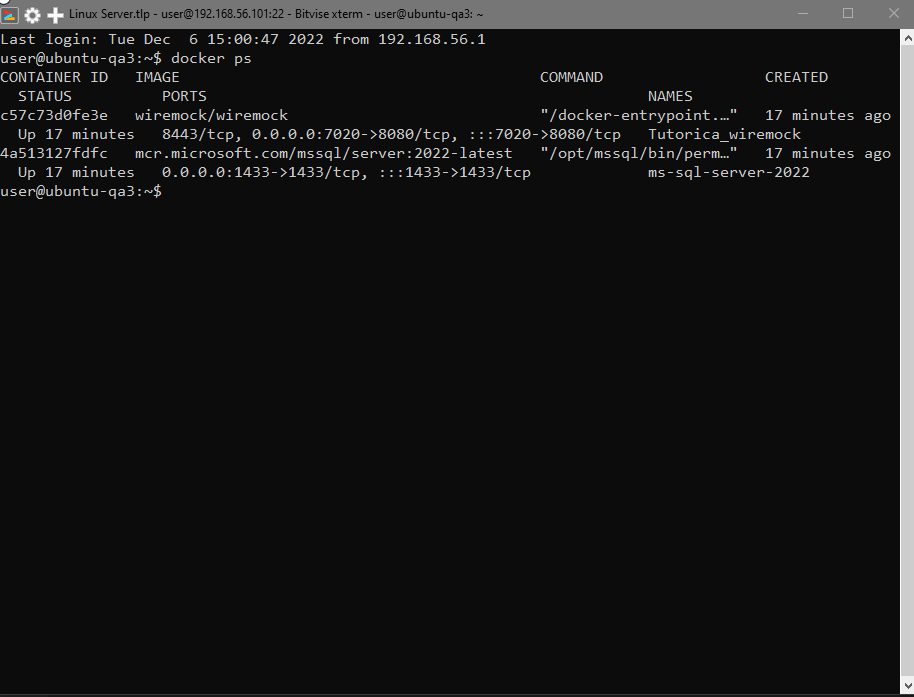 Linux Server.tlp - user@192.168.56.101:22 - Bitvise xterm - user@ubuntu-qa3: ~
Last login: Tue Dec  6 15:00:47 2022 from 192.168.56.1
user@ubuntu-qa3:~$ docker ps
CONTAINER ID   IMAGE                                        COMMAND                  CREATED
  STATUS          PORTS                                                 NAMES
c57c73d0fe3e   wiremock/wiremock                            "/docker-entrypoint.…"   17 minutes ago
  Up 17 minutes   8443/tcp, 0.0.0.0:7020->8080/tcp, :::7020->8080/tcp   Tutorica_wiremock
4a513127fdfc   mcr.microsoft.com/mssql/server:2022-latest   "/opt/mssql/bin/perm…"   17 minutes ago
  Up 17 minutes   0.0.0.0:1433->1433/tcp, :::1433->1433/tcp             ms-sql-server-2022
user@ubuntu-qa3:~$